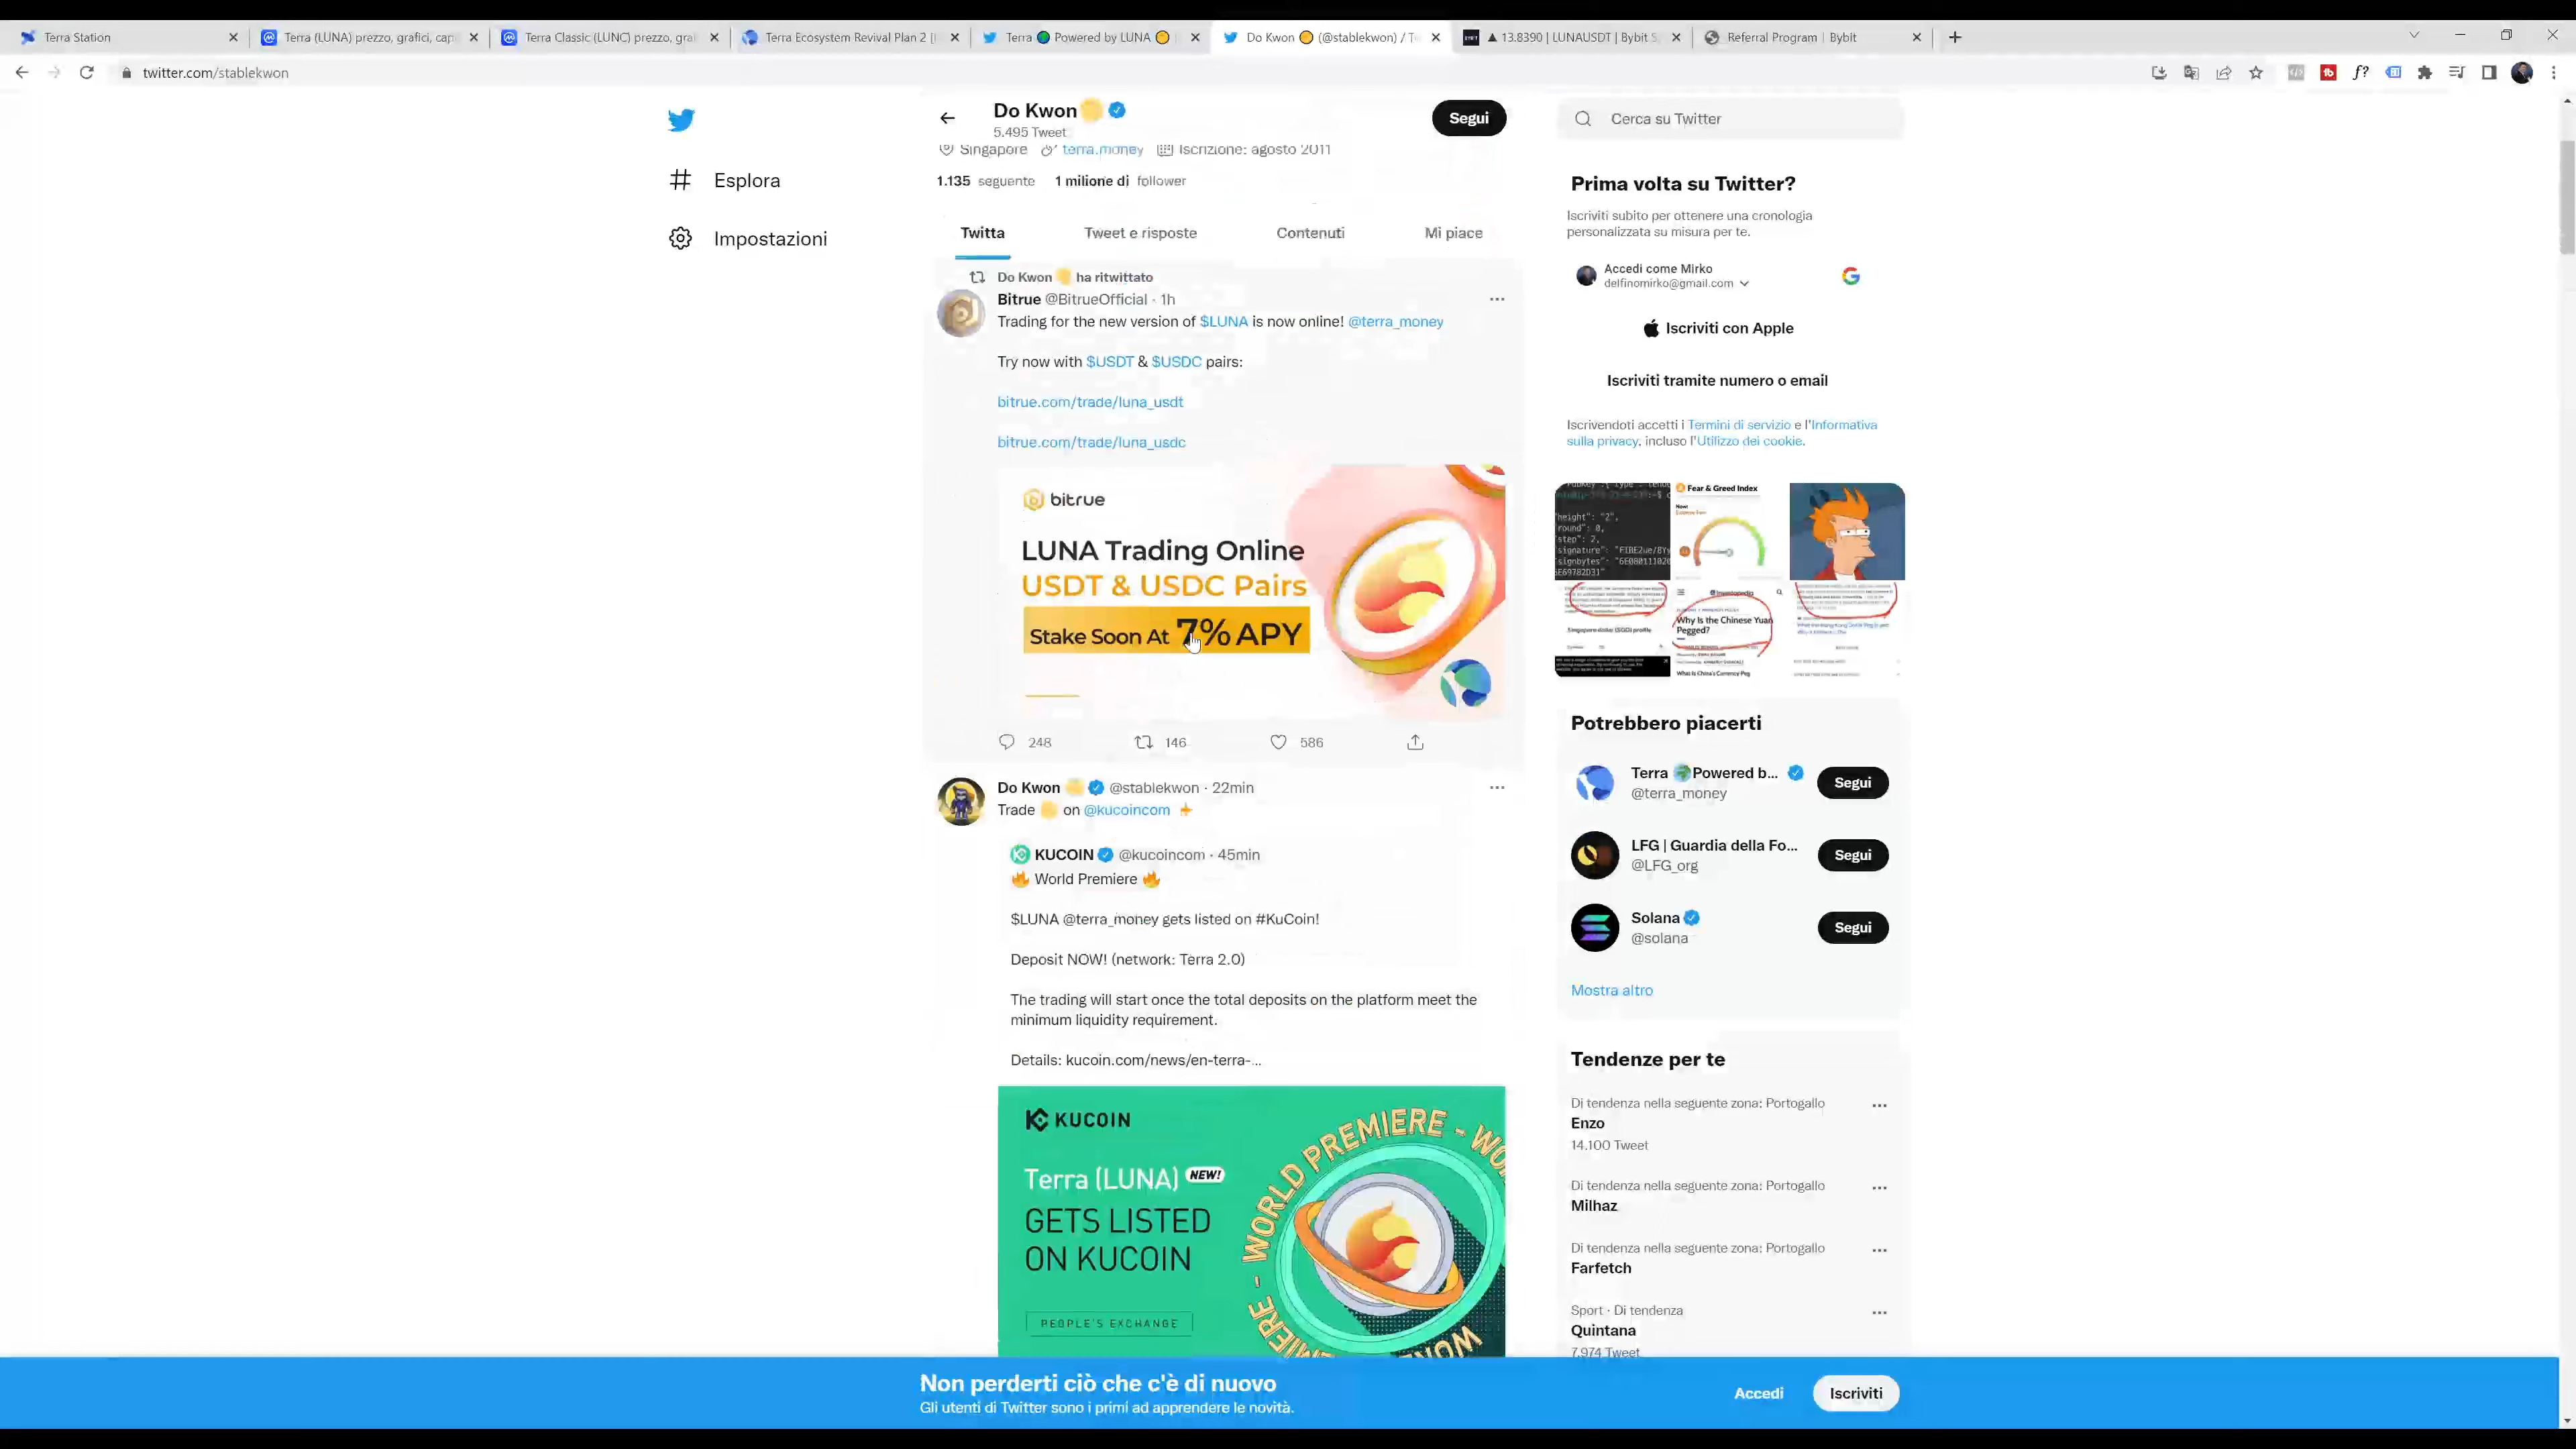 Terra Station
Terra (LUNA) prezzo, grafici, cap
Terra Classic (LUNC) prezzo, gra
Terra Ecosystem Revival Plan 2
Terra Powered by LUNA
Do Kwon (@stablekwon) / T
▲ 13.8390 | LUNAUSDT | Bybit S
Referral Program | Bybit
twitter.com/stablekwon
Esplora
Impostazioni
Do Kwon
5.495 Tweet
Singapore terra.money Iscrizione: agosto 2011
1.135 seguente 1 milione di follower
Twitta Tweet e risposte Contenuti Mi piace
Do Kwon ha ritwittato
Bitrue @BitrueOfficial · 1h
Trading for the new version of $LUNA is now online! @terra_money
Try now with $USDT & $USDC pairs:
bitrue.com/trade/luna_usdt
bitrue.com/trade/luna_usdc
bitrue
LUNA Trading Online
USDT & USDC Pairs
Stake Soon At 7% APY
248 146 586
Do Kwon @stablekwon · 22min
Trade on @kucoincom
KUCOIN @kucoincom · 45min
World Premiere
$LUNA @terra_money gets listed on #KuCoin!
Deposit NOW! (network: Terra 2.0)
The trading will start once the total deposits on the platform meet the
minimum liquidity requirement.
Details: kucoin.com/news/en-terra-...
KUCOIN
Terra (LUNA) NEW!
GETS LISTED
ON KUCOIN
PEOPLE'S EXCHANGE
WORLD PREMIERE - WO
Segui
Cerca su Twitter
Prima volta su Twitter?
Iscriviti subito per ottenere una cronologia
personalizzata su misura per te.
Accedi come Mirko
delfinomirko@gmail.com
Iscriviti con Apple
Iscriviti tramite numero o email
Iscrivendoti accetti i Termini di servizio e l'Informativa
sulla privacy, incluso l'Utilizzo dei cookie.
"height": "2",
"round": 0,
"step": 2,
Fear & Greed Index
Why Is the Chinese Yuan
Pegged?
What Is China's Currency Peg
Potrebbero piacerti
Terra Powered b...
@terra_money
Segui
LFG | Guardia della Fo...
@LFG_org
Segui
Solana
@solana
Segui
Mostra altro
Tendenze per te
Di tendenza nella seguente zona: Portogallo
Enzo
14.100 Tweet
Di tendenza nella seguente zona: Portogallo
Milhaz
Di tendenza nella seguente zona: Portogallo
Farfetch
Sport · Di tendenza
Quintana
7.974 Tweet
Non perderti ciò che c'è di nuovo
Gli utenti di Twitter sono i primi ad apprendere le novità.
Accedi
Iscriviti